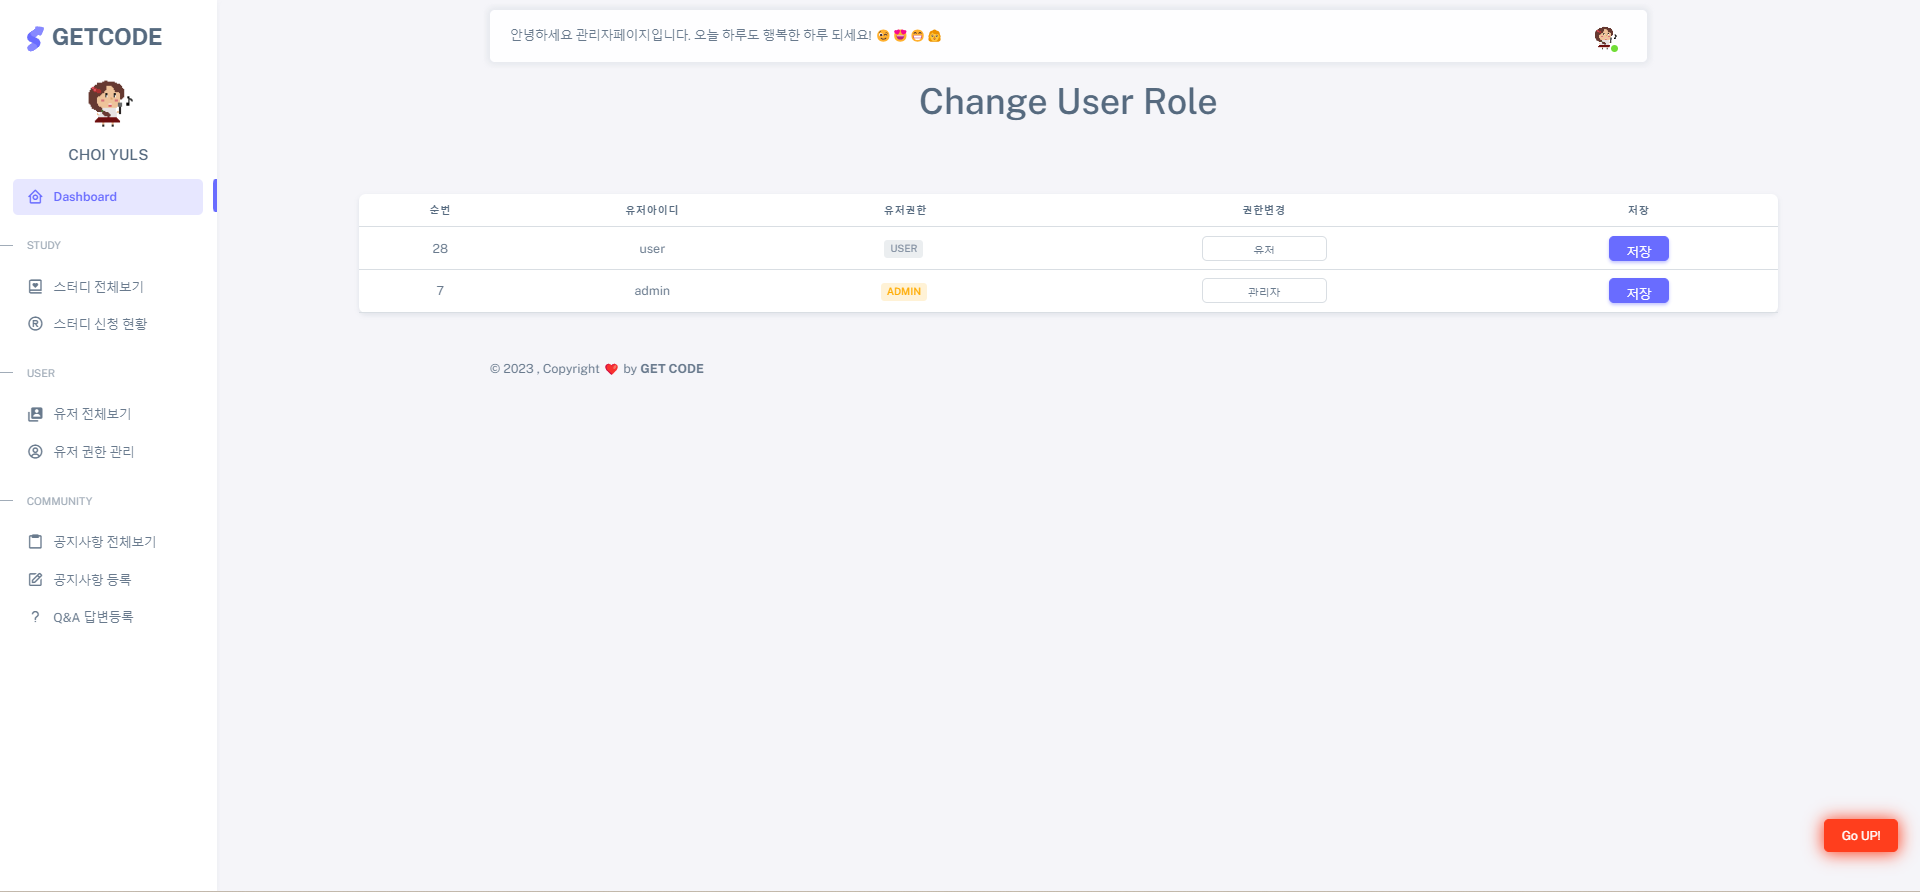 GETCODE
CHOI YULS
Dashboard
STUDY
스터디 전체보기
스터디 신청 현황
USER
유저 전체보기
유저 권한 관리
COMMUNITY
공지사항 전체보기
공지사항 등록
Q&A 답변등록
안녕하세요 관리자페이지입니다. 오늘 하루도 행복한 하루 되세요! 😉😍😁🙆
Change User Role
순번 유저아이디 유저권한 권한변경 저장
28 user USER 유저 저장
7 admin ADMIN 관리자 저장
© 2023 , Copyright ❤️ by GET CODE
Go UP!